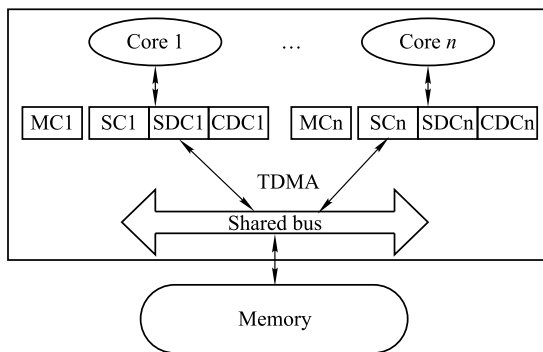 Core 1 … Core n
MC1 SC1 SDC1 CDC1 MCn SCn SDCn CDCn
TDMA
Shared bus
Memory